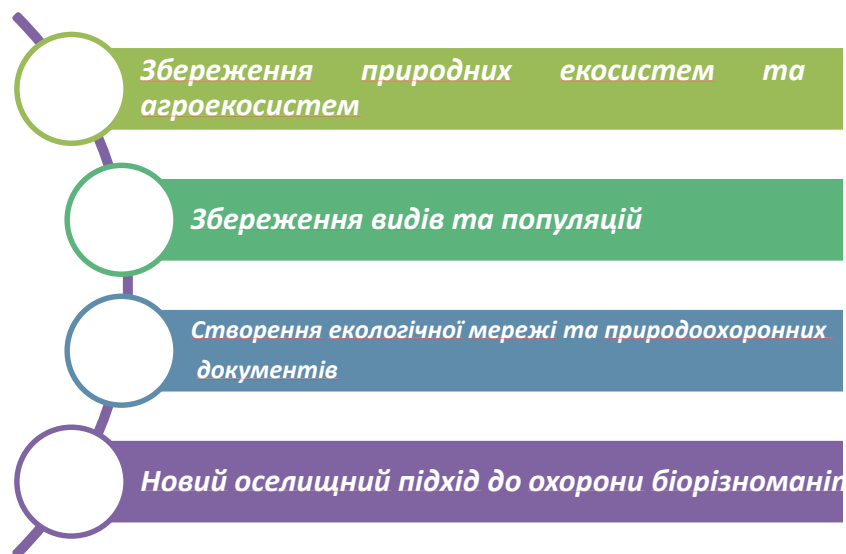 Збереження природних екосистем та
агроекосистем
Збереження видів та популяцій
Створення екологічної мережі та природоохоронних
документів
Новий оселищний підхід до охорони біорізноманіт